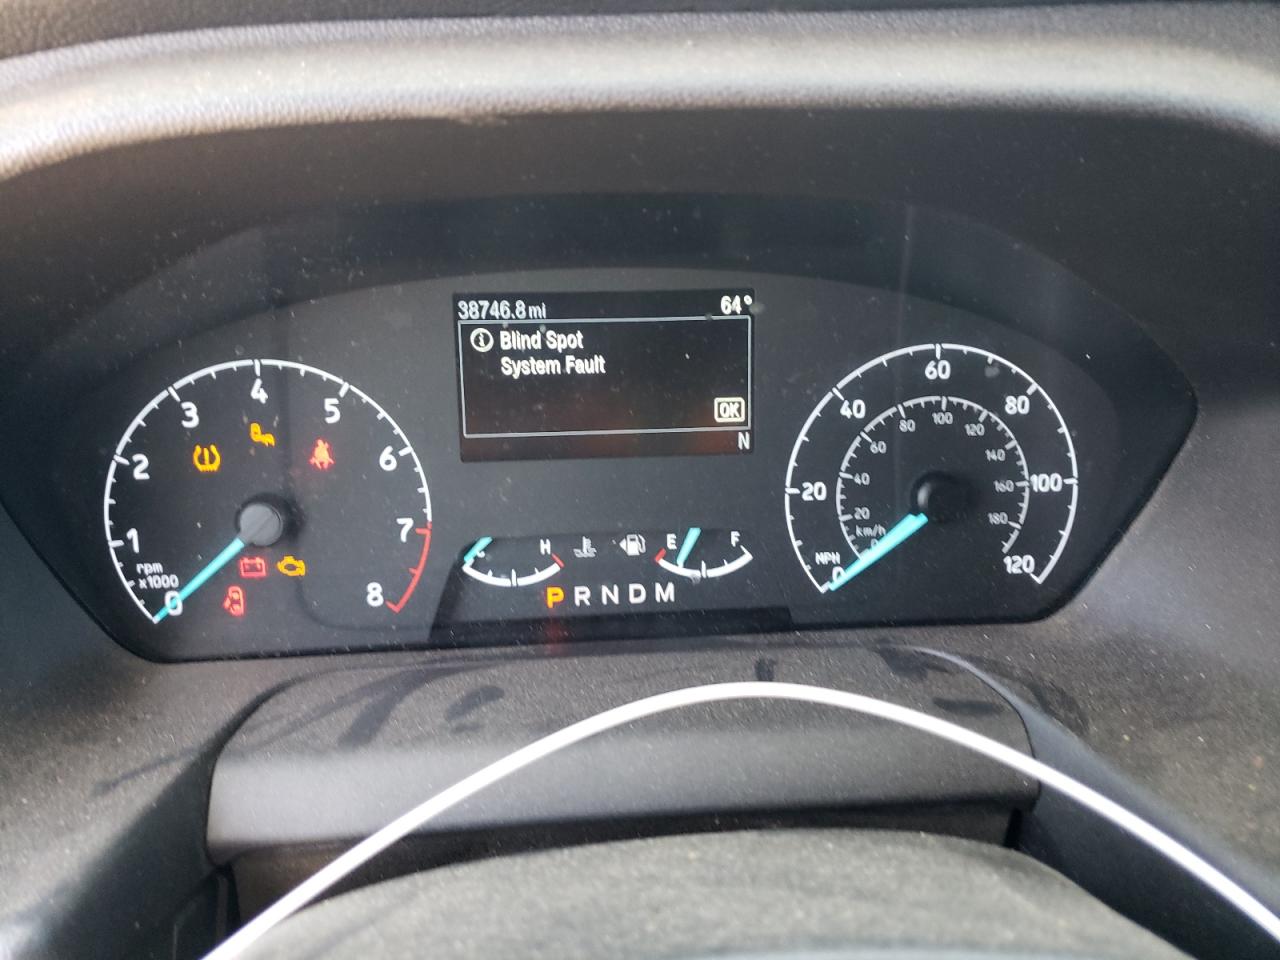 38746.8 mi 64°
i Blind Spot
System Fault
OK
N
0 1 2 3 4 5 6 7 8
rpm
x1000
H
E F
P R N D M
0 20 40 60 80 100 120
MPH
20 40 60 80 100 120 140 160 180
km/h